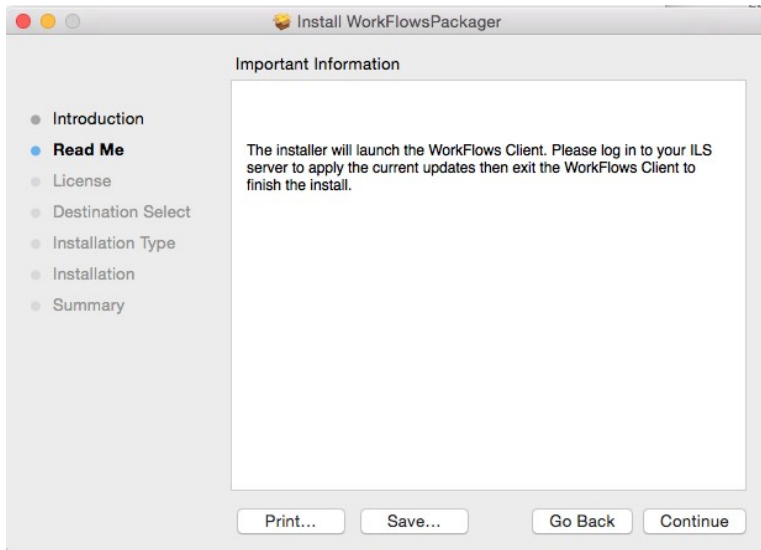 Install WorkFlowsPackager
Important Information
Introduction
Read Me
License
Destination Select
Installation Type
Installation
Summary
The installer will launch the WorkFlows Client. Please log in to your ILS
server to apply the current updates then exit the WorkFlows Client to
finish the install.
Print...
Save...
Go Back
Continue